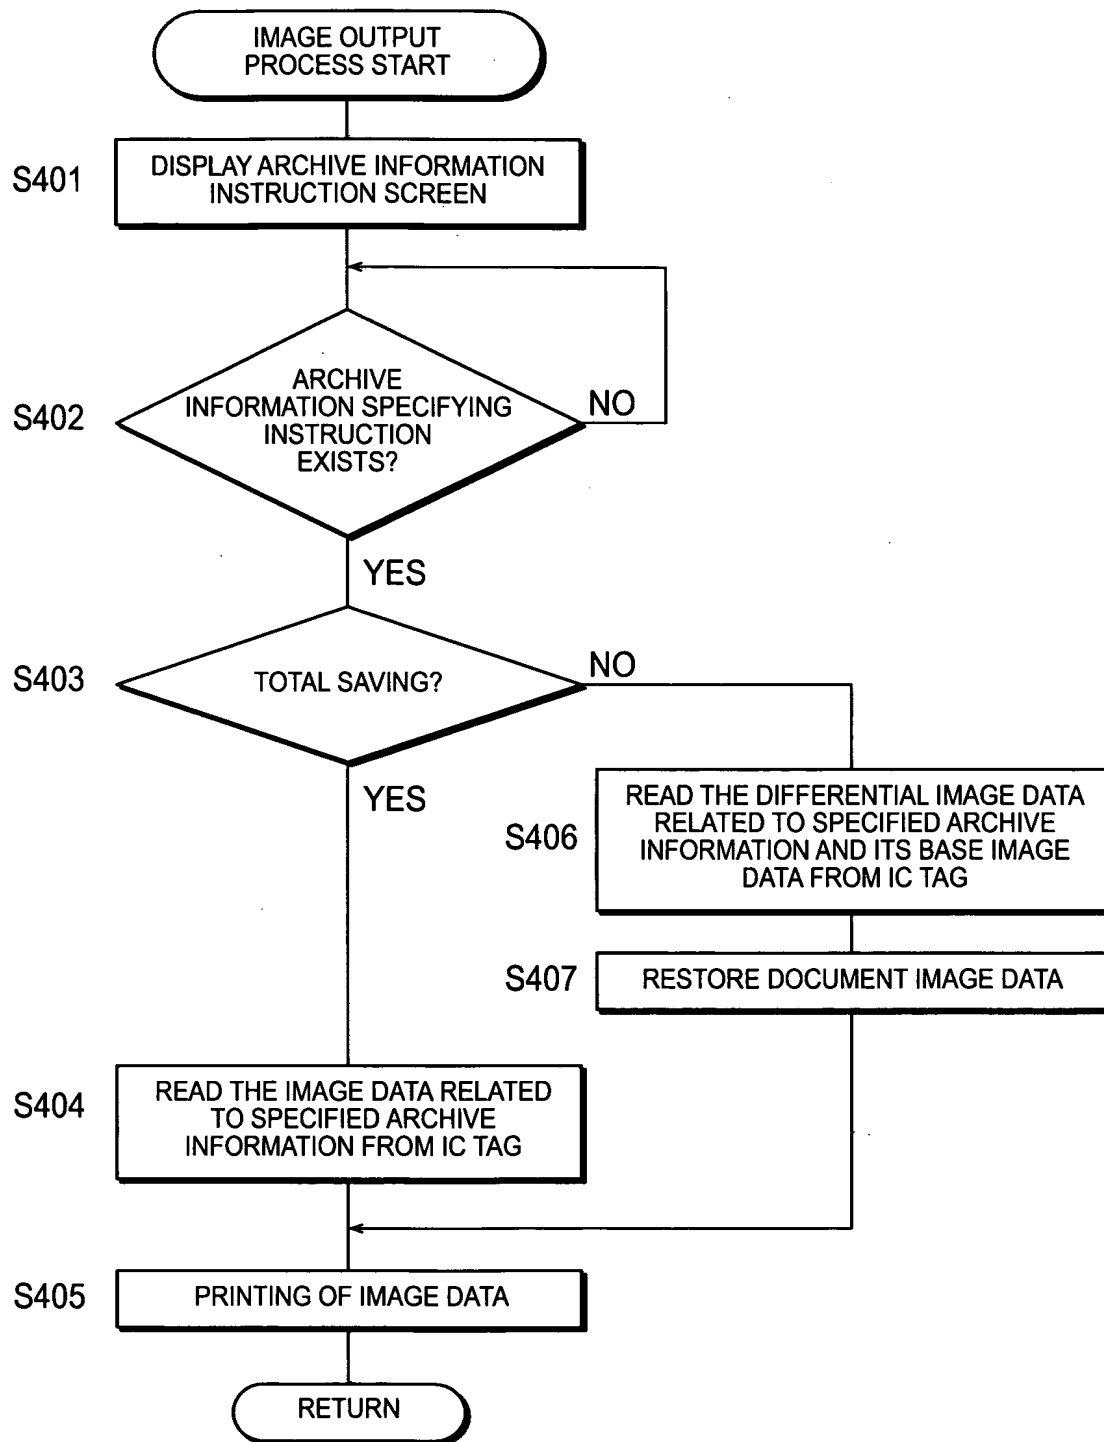 IMAGE OUTPUT
PROCESS START
S401
DISPLAY ARCHIVE INFORMATION
INSTRUCTION SCREEN
S402
ARCHIVE
INFORMATION SPECIFYING
INSTRUCTION
EXISTS?
NO
YES
S403
TOTAL SAVING?
NO
YES
S406
READ THE DIFFERENTIAL IMAGE DATA
RELATED TO SPECIFIED ARCHIVE
INFORMATION AND ITS BASE IMAGE
DATA FROM IC TAG
S407
RESTORE DOCUMENT IMAGE DATA
S404
READ THE IMAGE DATA RELATED
TO SPECIFIED ARCHIVE
INFORMATION FROM IC TAG
S405
PRINTING OF IMAGE DATA
RETURN